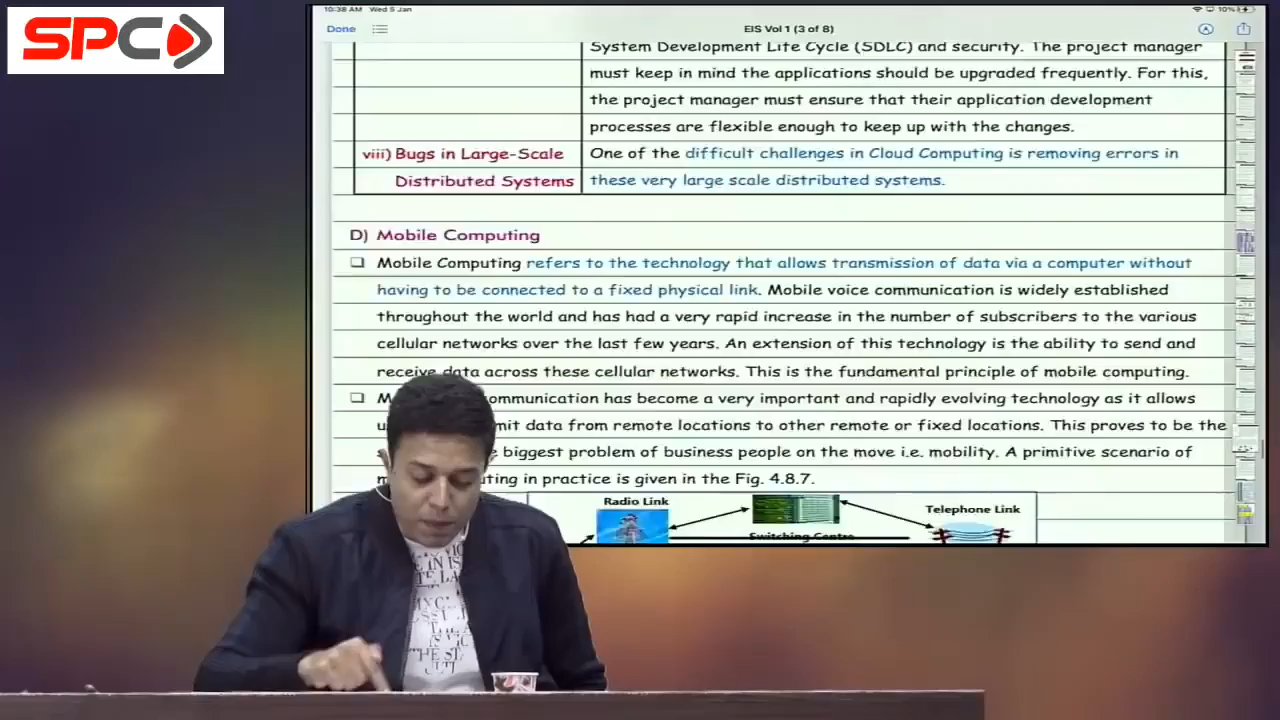 SPC
10:38 AM Wed 5 Jan
10%
Done
EIS Vol 1 (3 of 8)
System Development Life Cycle (SDLC) and security. The project manager
must keep in mind the applications should be upgraded frequently. For this,
the project manager must ensure that their application development
processes are flexible enough to keep up with the changes.
viii) Bugs in Large-Scale
Distributed Systems
One of the difficult challenges in Cloud Computing is removing errors in
these very large scale distributed systems.
D) Mobile Computing
Mobile Computing refers to the technology that allows transmission of data via a computer without
having to be connected to a fixed physical link. Mobile voice communication is widely established
throughout the world and has had a very rapid increase in the number of subscribers to the various
cellular networks over the last few years. An extension of this technology is the ability to send and
receive data across these cellular networks. This is the fundamental principle of mobile computing.
communication has become a very important and rapidly evolving technology as it allows
data from remote locations to other remote or fixed locations. This proves to be the
biggest problem of business people on the move i.e. mobility. A primitive scenario of
in practice is given in the Fig. 4.8.7.
Radio Link
Telephone Link
Switching Centre